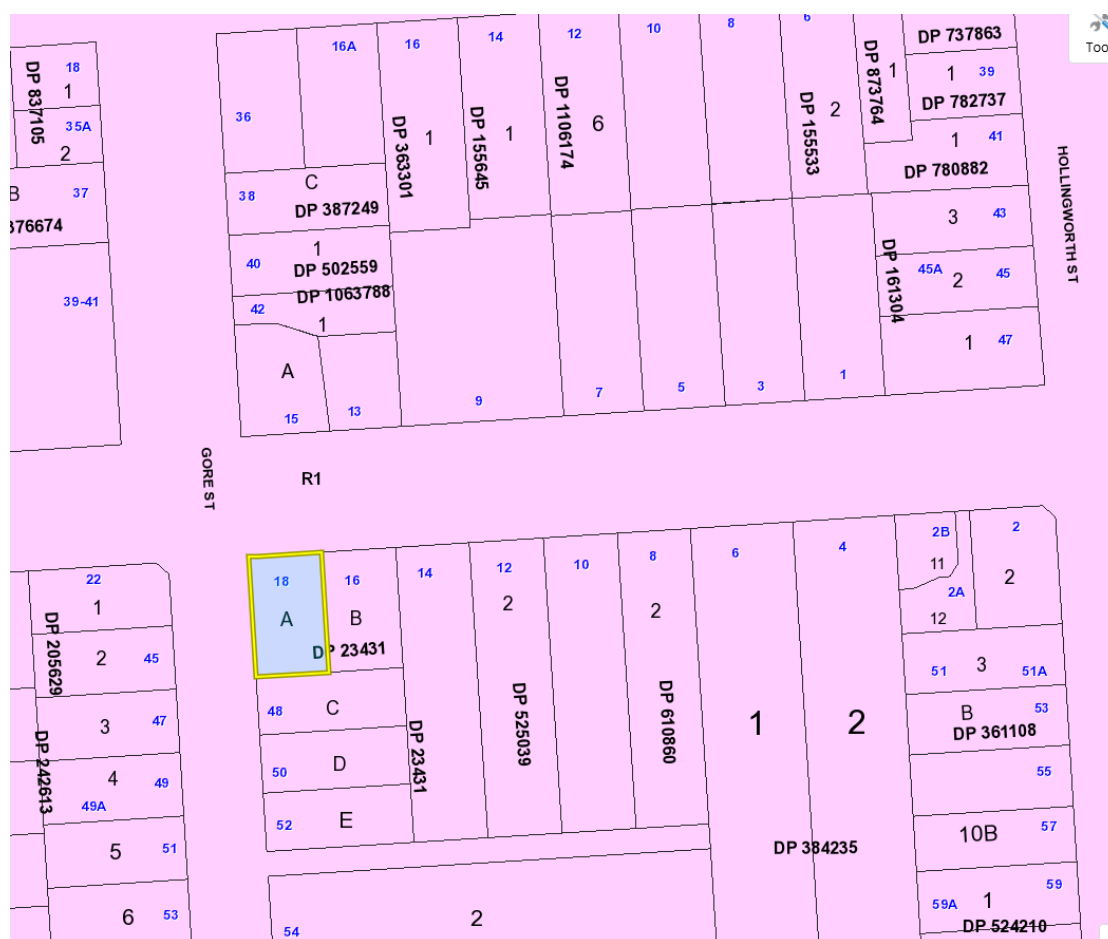 18
DP 837105
1
35A
2
B
37
376674
39-41
36
16A
16
14
12
10
8
6
DP 363301
1
DP 155645
1
DP 1106174
6
DP 155533
2
DP 873764
1
DP 737863
1
39
DP 782737
1
41
DP 780882
Too
HOLLINGWORTH ST
38
C
DP 387249
40
1
DP 502559
DP 1063788
42
1
A
15
13
9
7
5
3
1
DP 161304
3
43
45A
2
45
1
47
GORE ST
R1
22
1
DP 205629
2
45
3
47
DP 242613
4
49
49A
5
51
6
53
18
A
16
B
DP 23431
48
C
50
D
52
E
DP 23431
14
12
2
DP 525039
10
8
2
DP 610860
6
1
4
2
DP 384235
2B
11
2A
12
2
2
51
3
51A
B
53
DP 361108
55
10B
57
59A
1
59
DP 524210
54
2